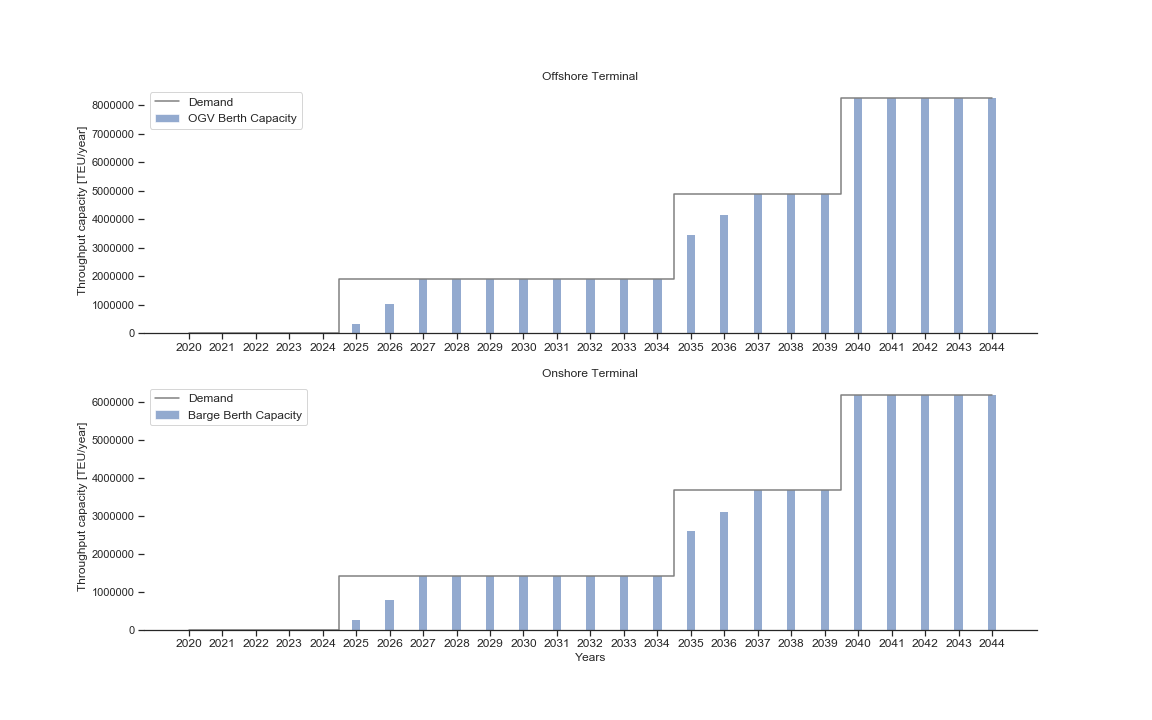 Offshore Terminal
Demand
OGV Berth Capacity
Throughput capacity [TEU/year]
8000000
7000000
6000000
5000000
4000000
3000000
2000000
1000000
0
2020 2021 2022 2023 2024 2025 2026 2027 2028 2029 2030 2031 2032 2033 2034 2035 2036 2037 2038 2039 2040 2041 2042 2043 2044
Onshore Terminal
Demand
Barge Berth Capacity
Throughput capacity [TEU/year]
6000000
5000000
4000000
3000000
2000000
1000000
0
2020 2021 2022 2023 2024 2025 2026 2027 2028 2029 2030 2031 2032 2033 2034 2035 2036 2037 2038 2039 2040 2041 2042 2043 2044
Years